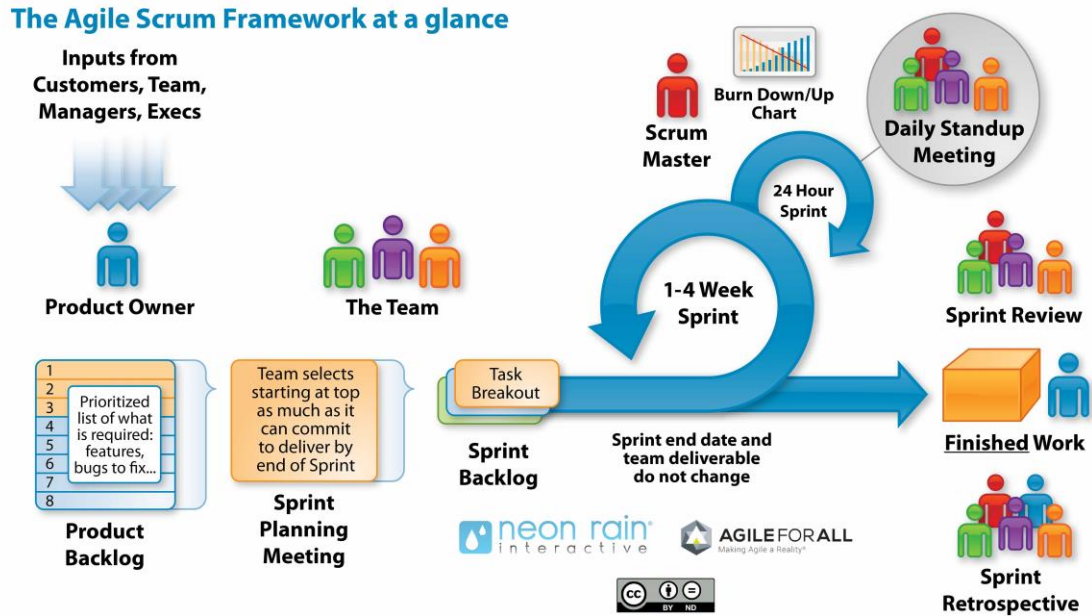 The Agile Scrum Framework at a glance
Inputs from
Customers, Team,
Managers, Execs
Product Owner
The Team
Scrum
Master
Burn Down/Up
Chart
Daily Standup
Meeting
24 Hour
Sprint
1-4 Week
Sprint
Sprint Review
1
2
3
4
5
6
7
8
Prioritized
list of what
is required:
features,
bugs to fix...
Product
Backlog
Team selects
starting at top
as much as it
can commit
to deliver by
end of Sprint
Sprint
Planning
Meeting
Task
Breakout
Sprint
Backlog
Sprint end date and
team deliverable
do not change
Finished Work
Sprint
Retrospective
neon rain®
interactive
AGILEFORALL
Making Agile a Reality®
cc
BY ND